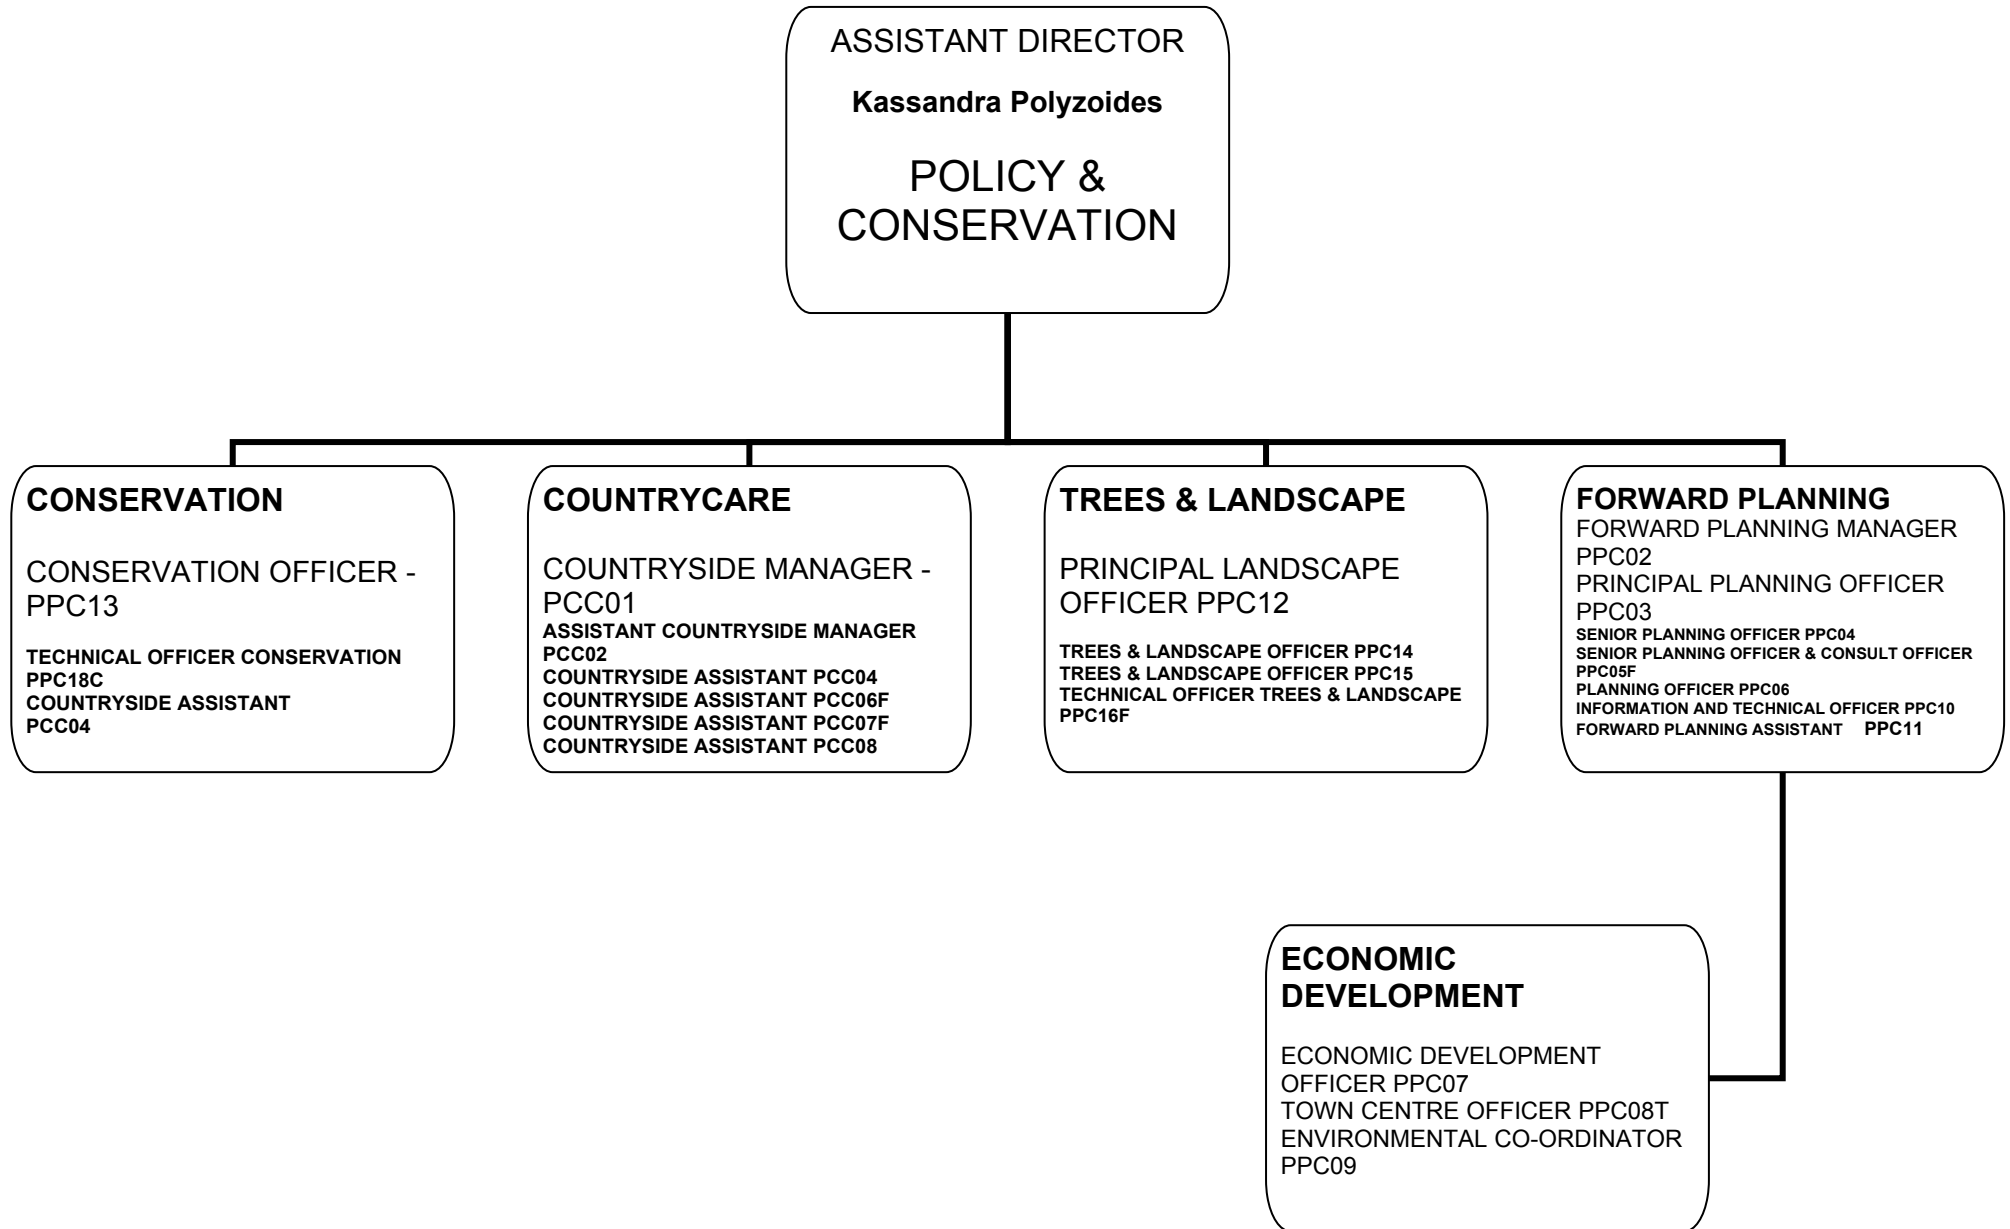 ASSISTANT DIRECTOR
Kassandra Polyzoides
POLICY &
CONSERVATION
CONSERVATION
CONSERVATION OFFICER -
PPC13
TECHNICAL OFFICER CONSERVATION
PPC18C
COUNTRYSIDE ASSISTANT
PCC04
COUNTRYCARE
COUNTRYSIDE MANAGER -
PCC01
ASSISTANT COUNTRYSIDE MANAGER
PCC02
COUNTRYSIDE ASSISTANT PCC04
COUNTRYSIDE ASSISTANT PCC06F
COUNTRYSIDE ASSISTANT PCC07F
COUNTRYSIDE ASSISTANT PCC08
TREES & LANDSCAPE
PRINCIPAL LANDSCAPE
OFFICER PPC12
TREES & LANDSCAPE OFFICER PPC14
TREES & LANDSCAPE OFFICER PPC15
TECHNICAL OFFICER TREES & LANDSCAPE
PPC16F
FORWARD PLANNING
FORWARD PLANNING MANAGER
PPC02
PRINCIPAL PLANNING OFFICER
PPC03
SENIOR PLANNING OFFICER PPC04
SENIOR PLANNING OFFICER & CONSULT OFFICER
PPC05F
PLANNING OFFICER PPC06
INFORMATION AND TECHNICAL OFFICER PPC10
FORWARD PLANNING ASSISTANT PPC11
ECONOMIC
DEVELOPMENT
ECONOMIC DEVELOPMENT
OFFICER PPC07
TOWN CENTRE OFFICER PPC08T
ENVIRONMENTAL CO-ORDINATOR
PPC09